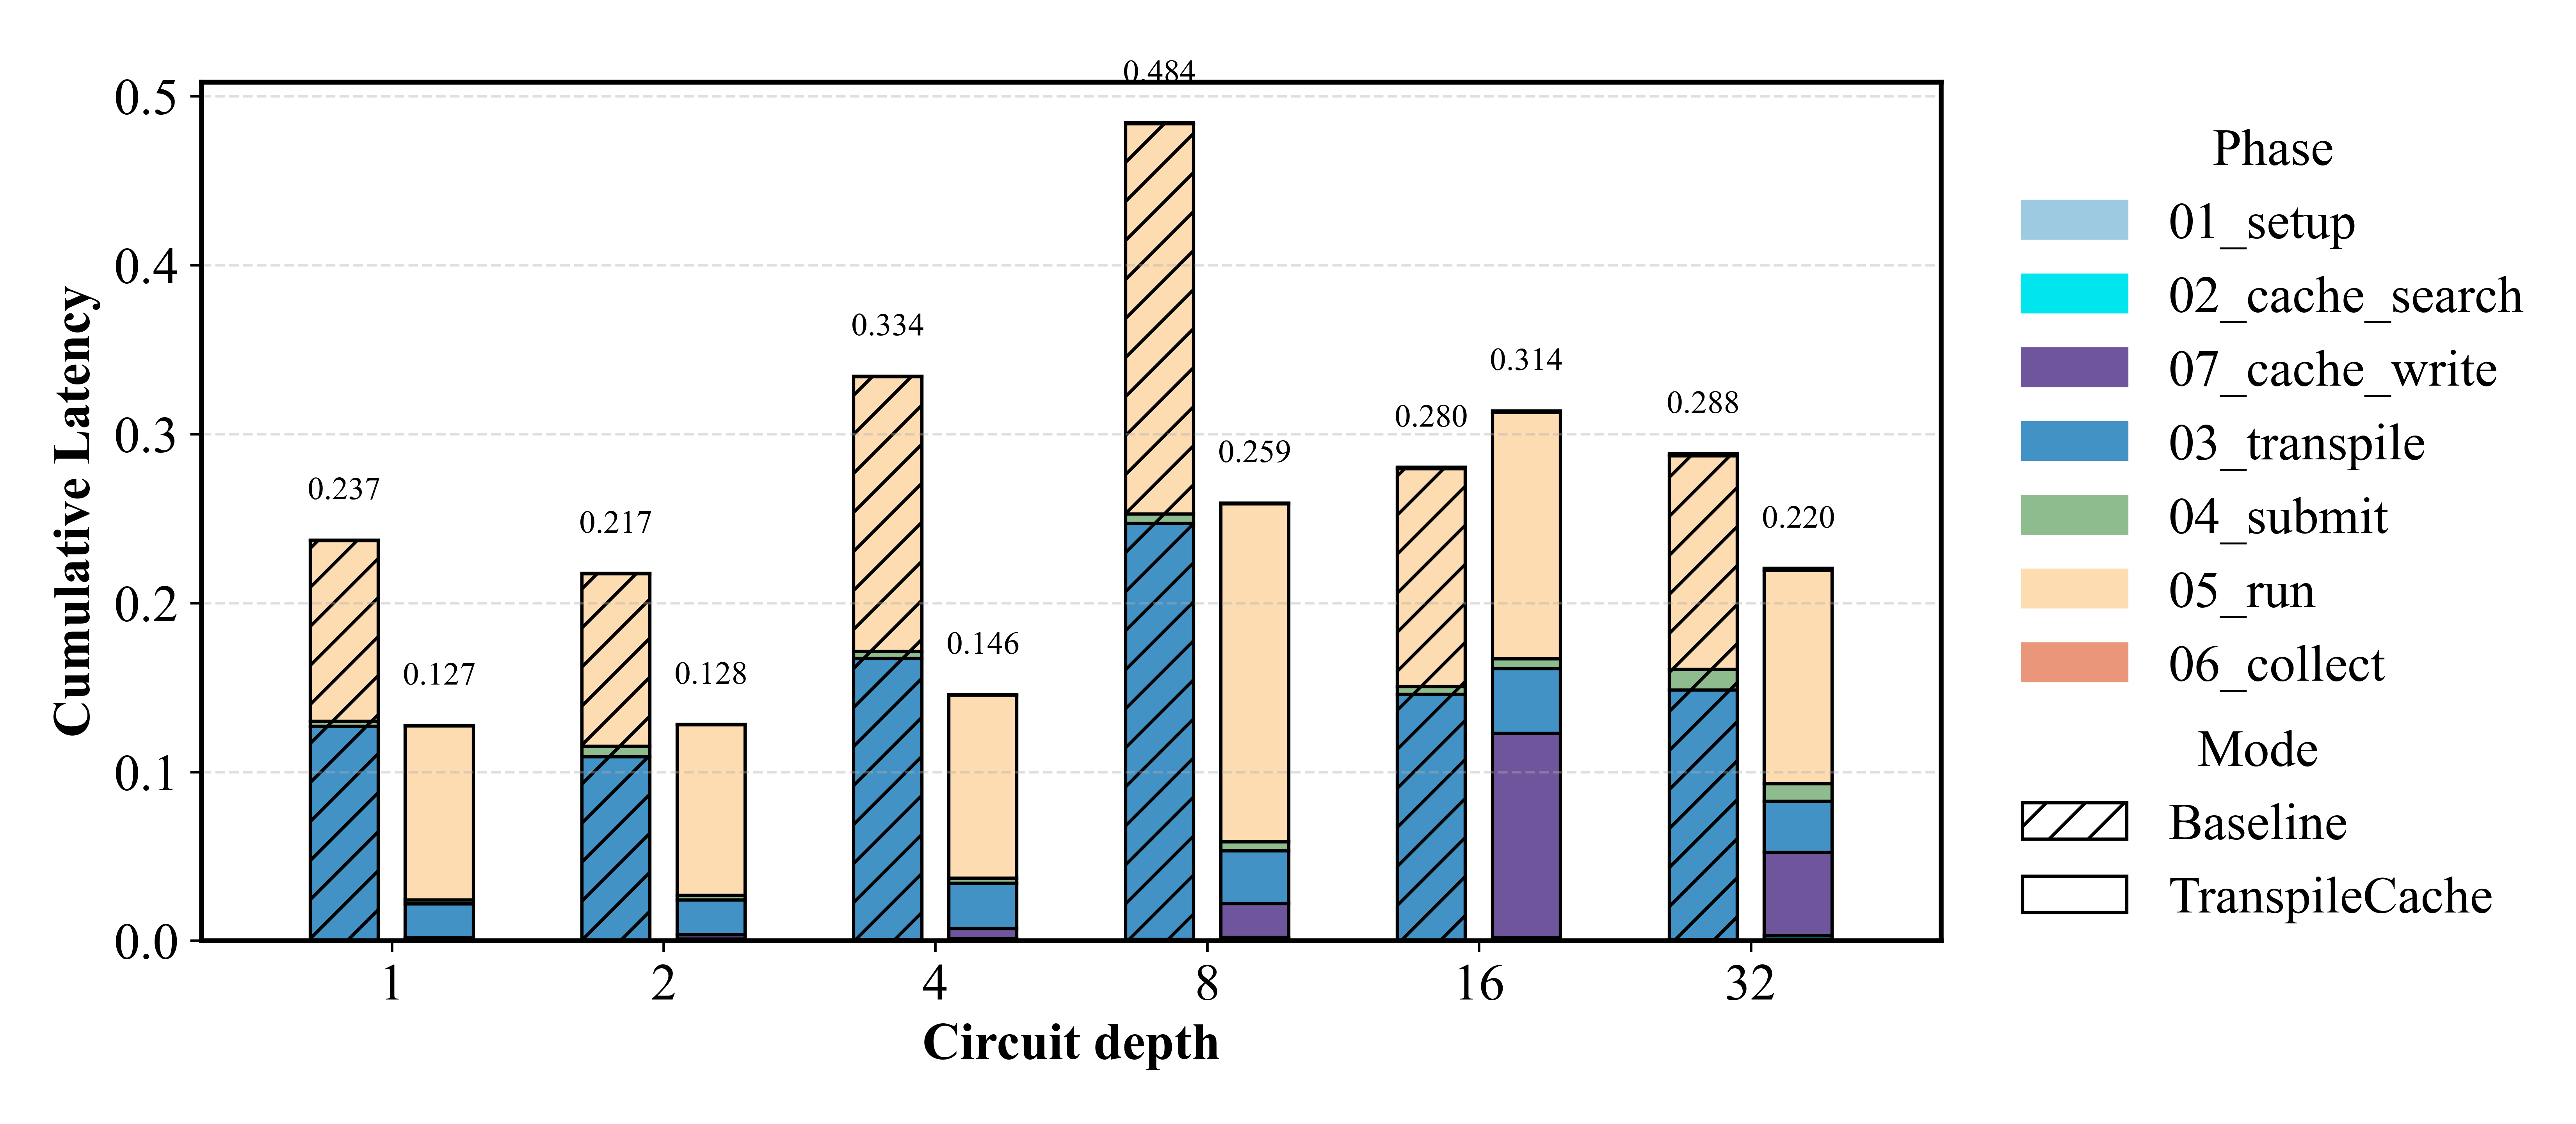 0.484
0.5
0.4
0.3
0.2
0.1
0.0
Cumulative Latency
0.237
0.127
0.217
0.128
0.334
0.146
0.259
0.280
0.314
0.288
0.220
1
2
4
8
16
32
Circuit depth
Phase
01_setup
02_cache_search
07_cache_write
03_transpile
04_submit
05_run
06_collect
Mode
Baseline
TranspileCache